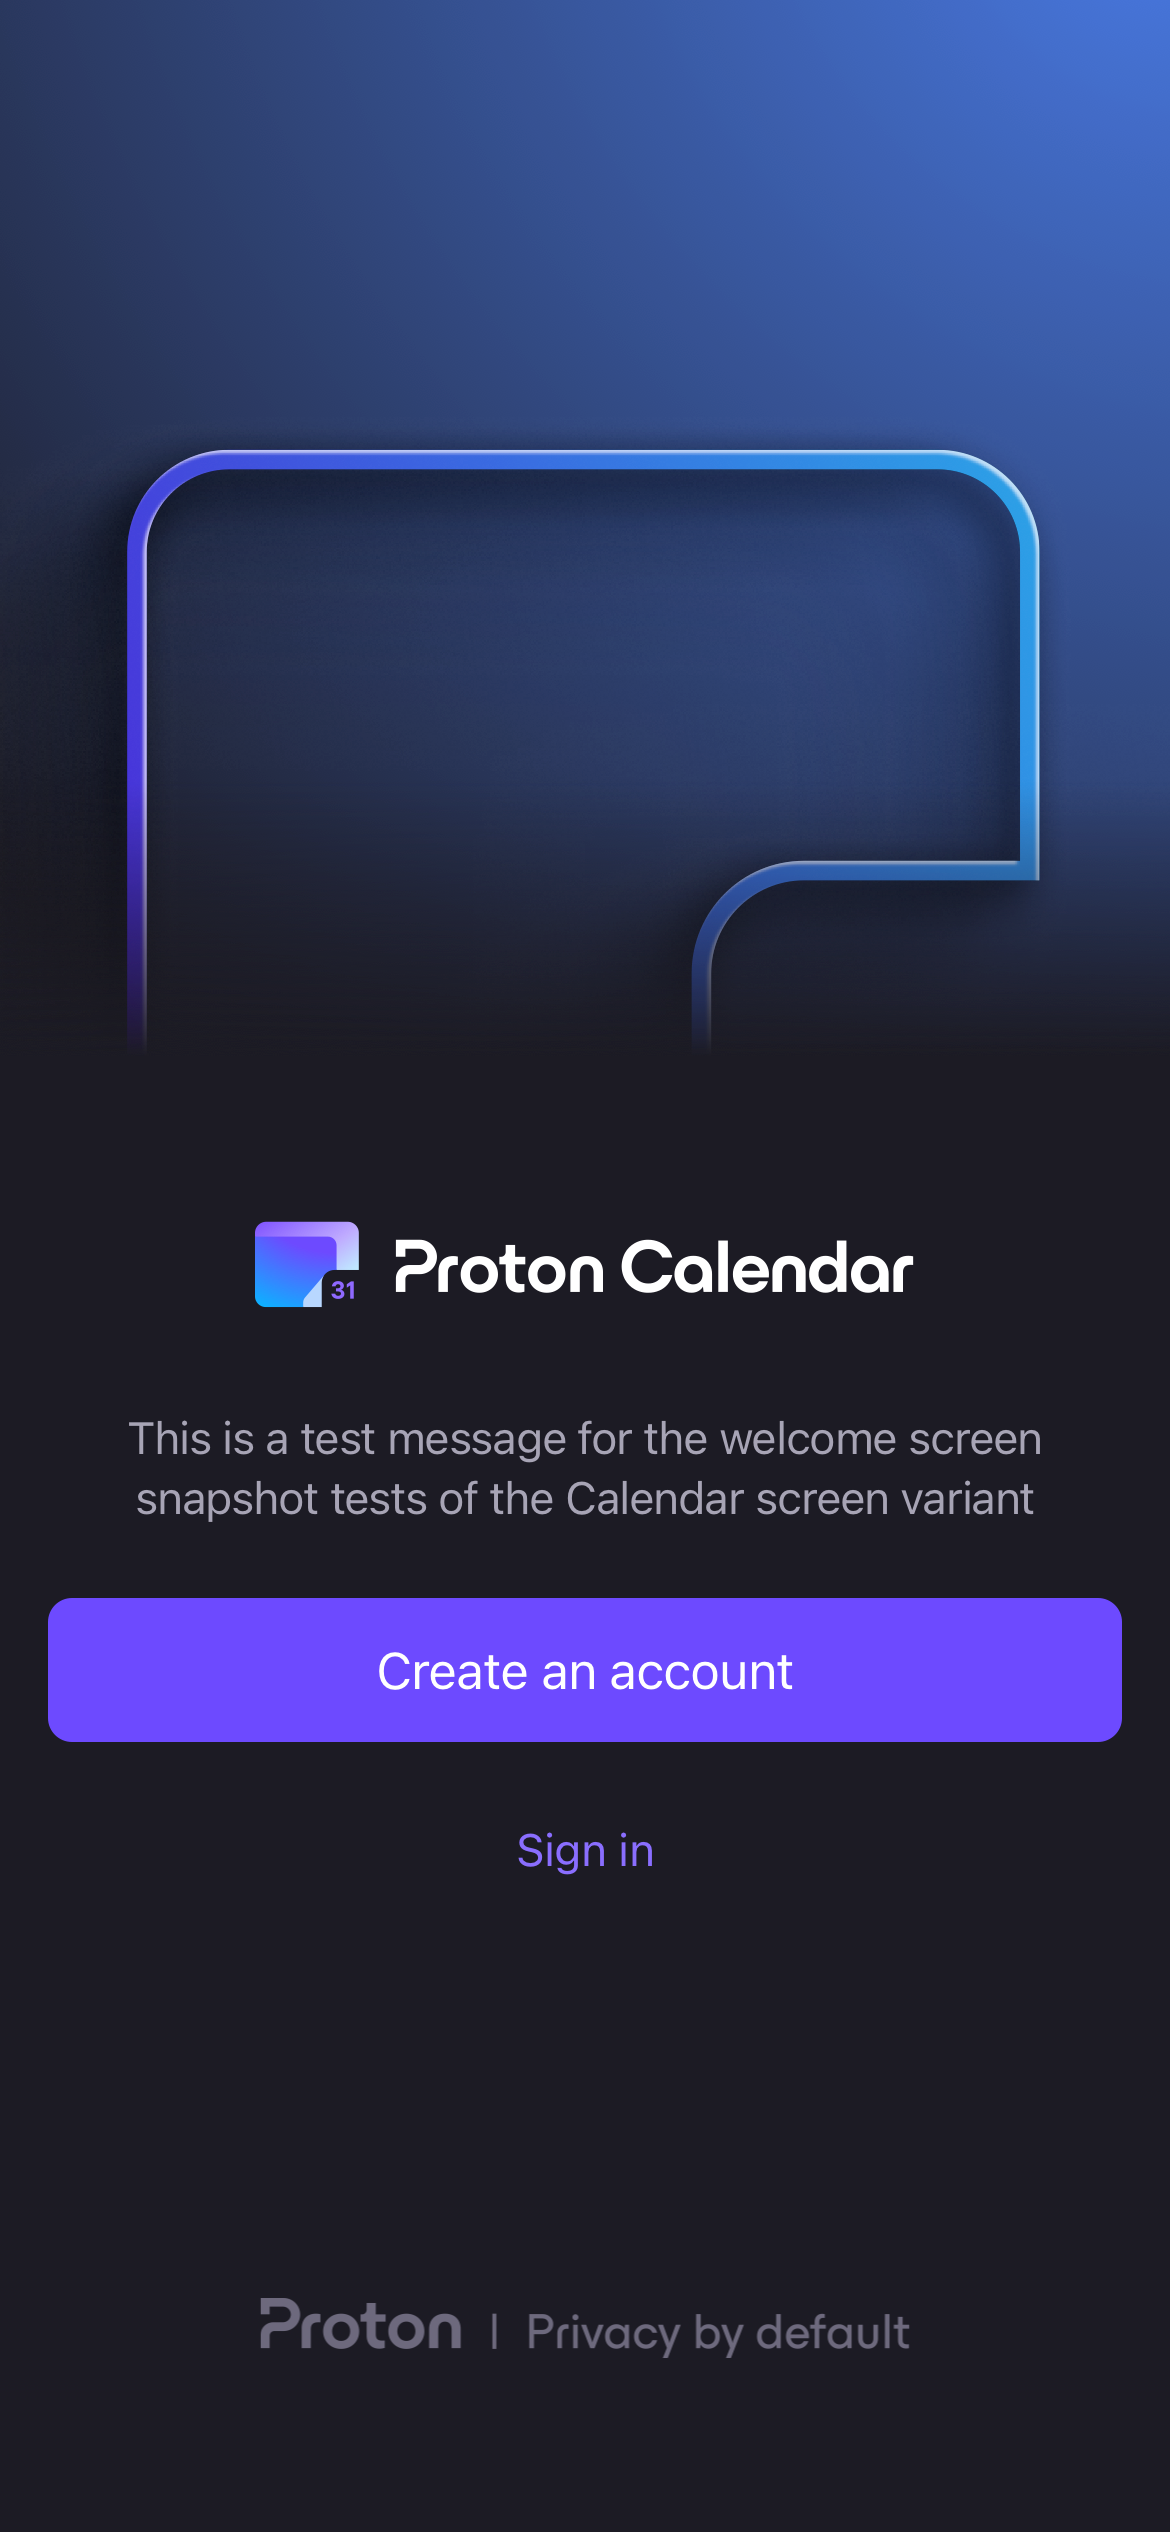 31
Proton Calendar
This is a test message for the welcome screen
snapshot tests of the Calendar screen variant
Create an account
Sign in
Proton | Privacy by default